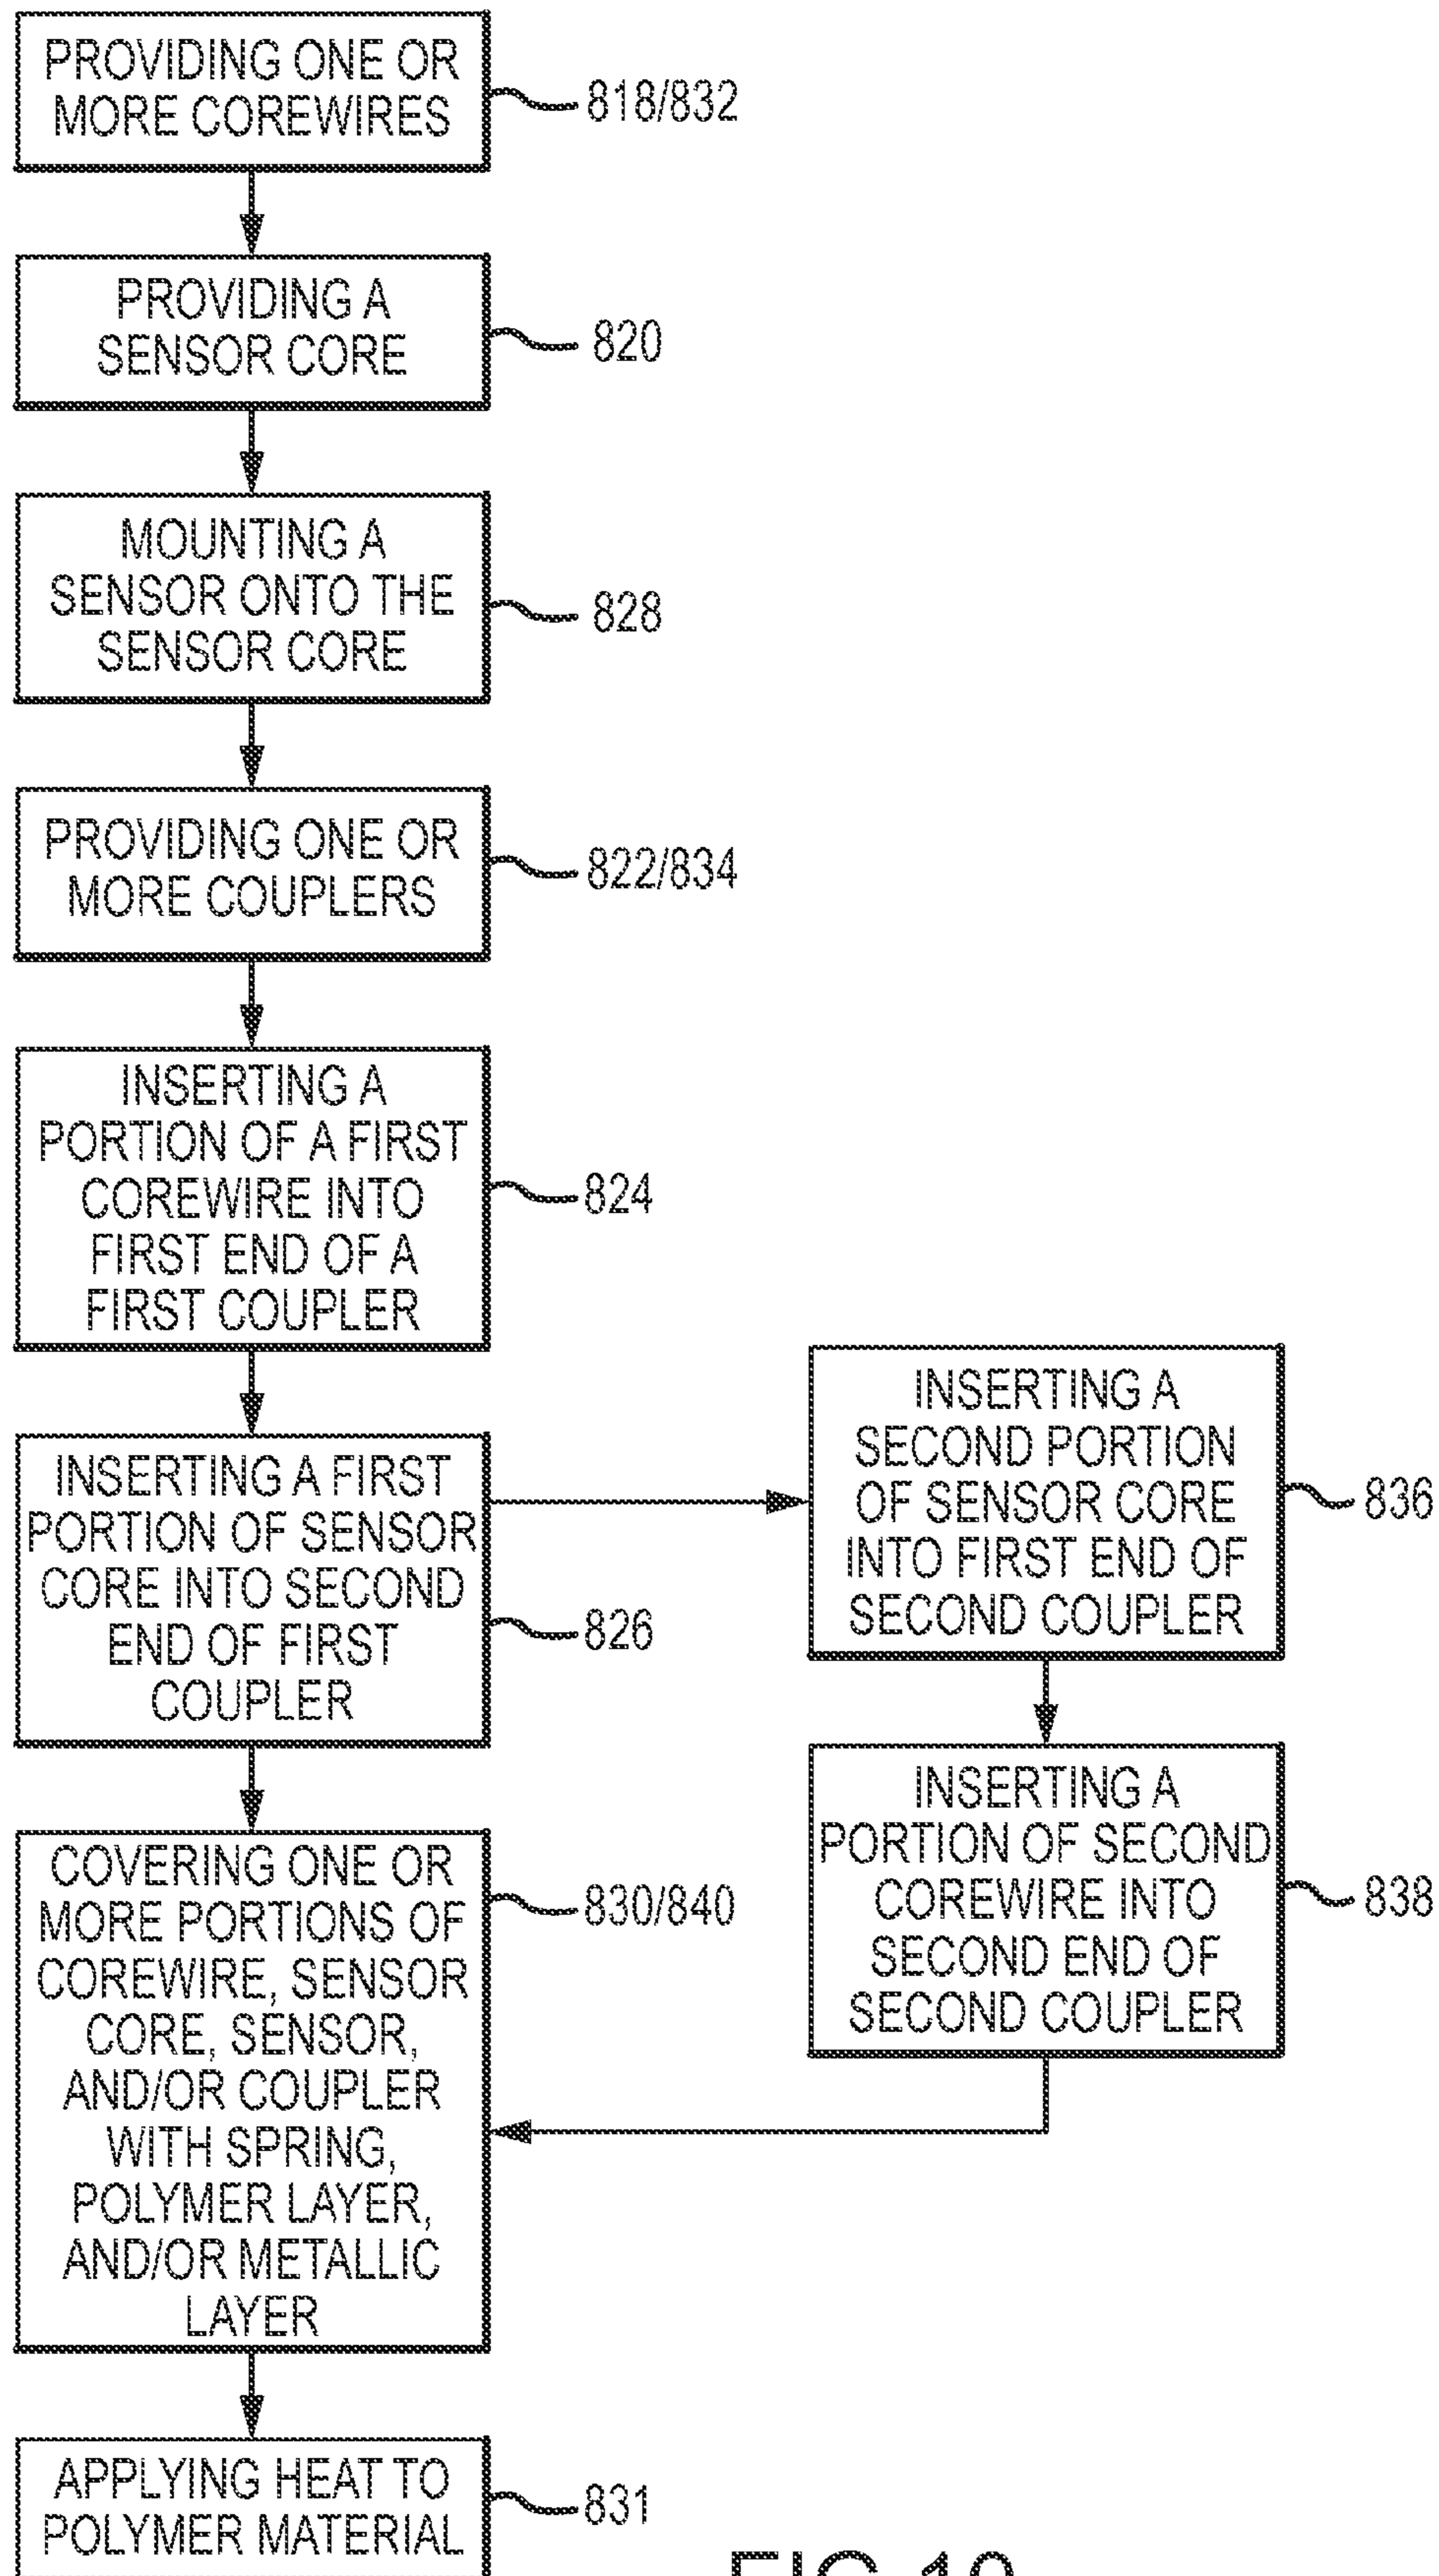 PROVIDING ONE OR
MORE COREWIRES
818/832
PROVIDING A
SENSOR CORE
820
MOUNTING A
SENSOR ONTO THE
SENSOR CORE
828
PROVIDING ONE OR
MORE COUPLERS
822/834
INSERTING A
PORTION OF A FIRST
COREWIRE INTO
FIRST END OF A
FIRST COUPLER
824
INSERTING A FIRST
PORTION OF SENSOR
CORE INTO SECOND
END OF FIRST
COUPLER
826
INSERTING A
SECOND PORTION
OF SENSOR CORE
INTO FIRST END OF
SECOND COUPLER
836
INSERTING A
PORTION OF SECOND
COREWIRE INTO
SECOND END OF
SECOND COUPLER
838
COVERING ONE OR
MORE PORTIONS OF
COREWIRE, SENSOR
CORE, SENSOR,
AND/OR COUPLER
WITH SPRING,
POLYMER LAYER,
AND/OR METALLIC
LAYER
830/840
APPLYING HEAT TO
POLYMER MATERIAL
831